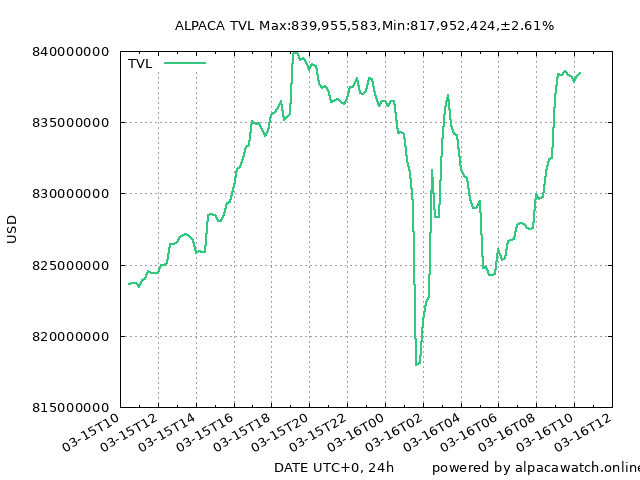 ALPACA TVL Max:839,955,583,Min:817,952,424,±2.61%
TVL
840000000
835000000
830000000
825000000
820000000
815000000
USD
03-15T10
03-15T12
03-15T14
03-15T16
03-15T18
03-15T20
03-15T22
03-16T00
03-16T02
03-16T04
03-16T06
03-16T08
03-16T10
03-16T12
DATE UTC+0, 24h
powered by alpacawatch.online